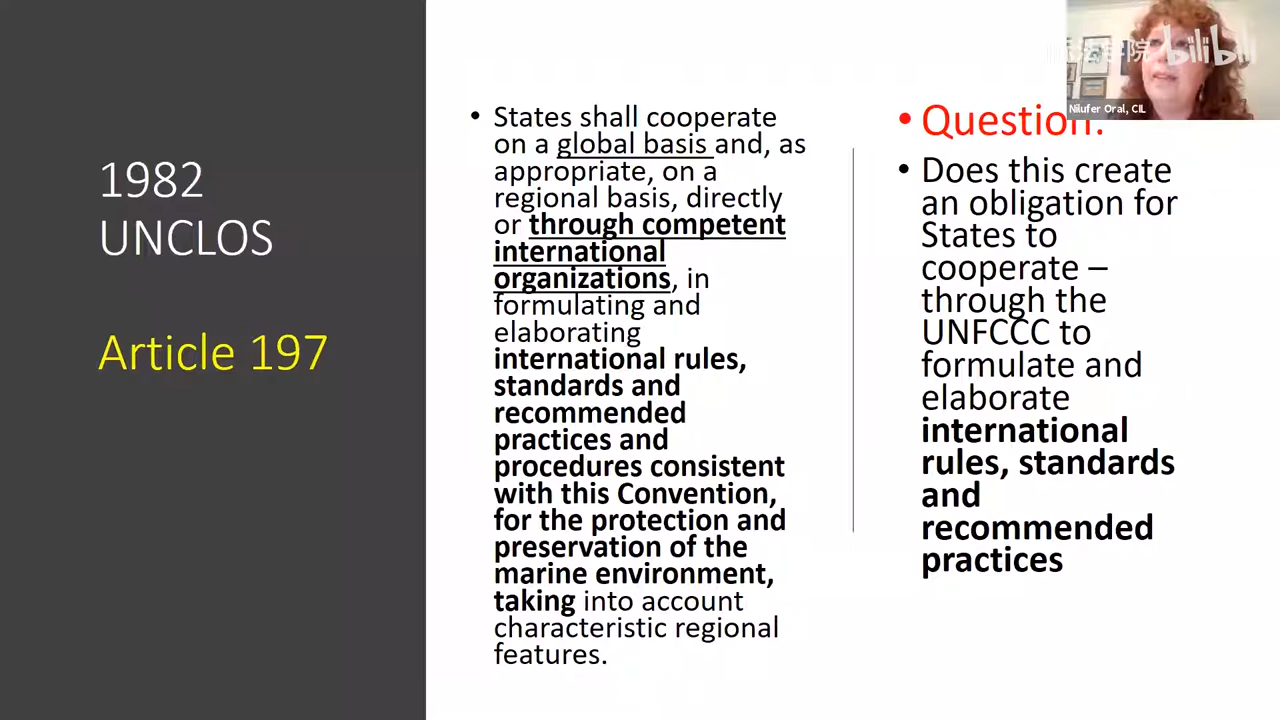 1982
UNCLOS
Article 197
• States shall cooperate
on a global basis and, as
appropriate, on a
regional basis, directly
or through competent
international
organizations, in
formulating and
elaborating
international rules,
standards and
recommended
practices and
procedures consistent
with this Convention,
for the protection and
preservation of the
marine environment,
taking into account
characteristic regional
features.
• Question:
• Does this create
an obligation for
States to
cooperate –
through the
UNFCCC to
formulate and
elaborate
international
rules, standards
and
recommended
practices
bilibili
Nilufer Oral, CIL